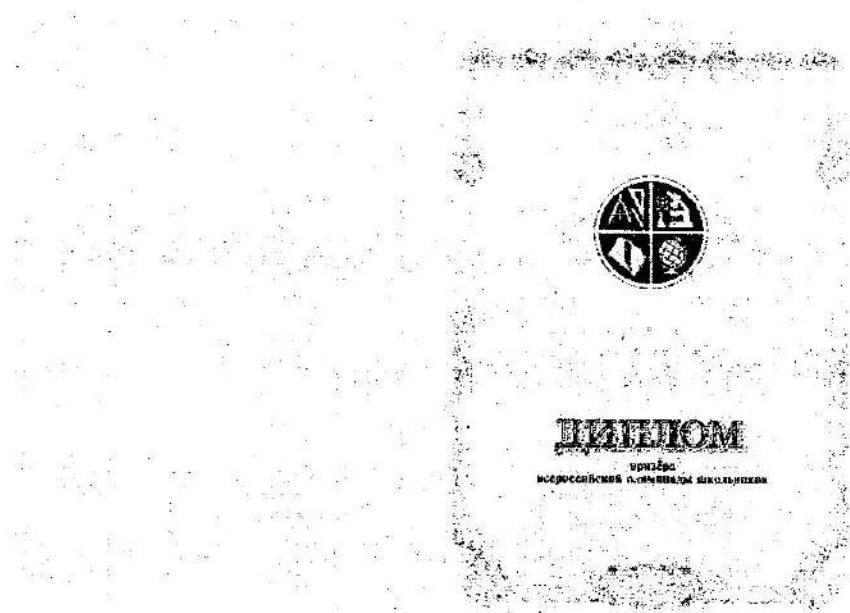 ДИПЛОМ
призёра
всероссийской олимпиады школьников